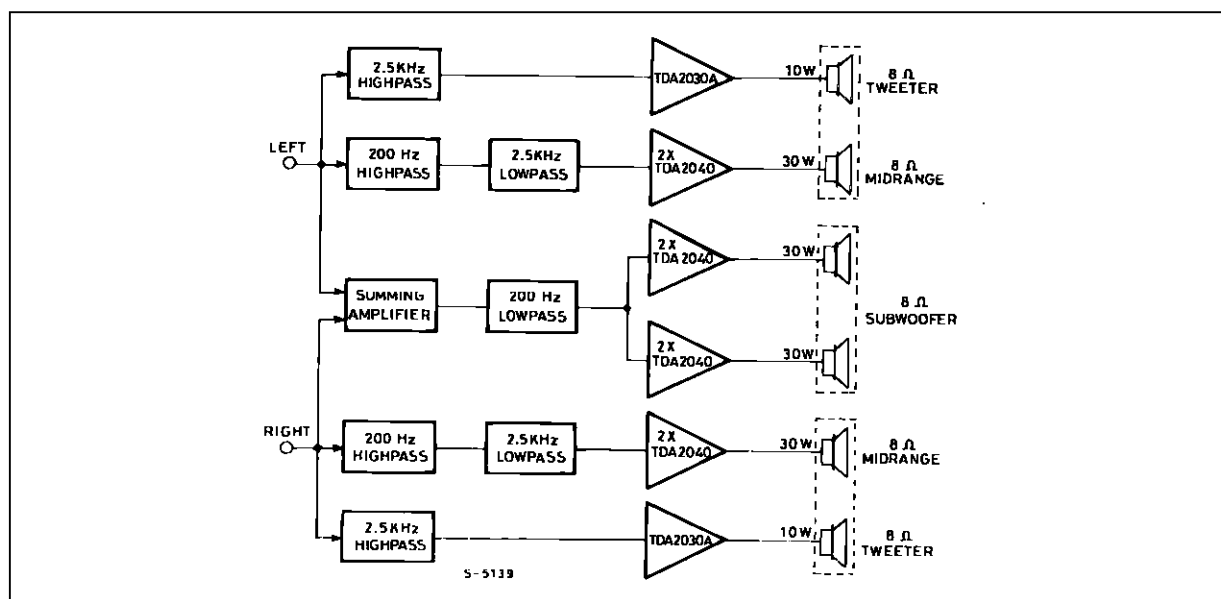 2.5KHz
HIGHPASS
TDA2030A
10W
8 Ω
TWEETER
LEFT
200 Hz
HIGHPASS
2.5KHz
LOWPASS
2X
TDA2040
30W
8 Ω
MIDRANGE
SUMMING
AMPLIFIER
200 Hz
LOWPASS
2X
TDA2040
30W
2X
TDA2040
30W
8 Ω
SUBWOOFER
RIGHT
200 Hz
HIGHPASS
2.5KHz
LOWPASS
2X
TDA2040
30W
8 Ω
MIDRANGE
2.5KHz
HIGHPASS
TDA2030A
10W
8 Ω
TWEETER
S-5139